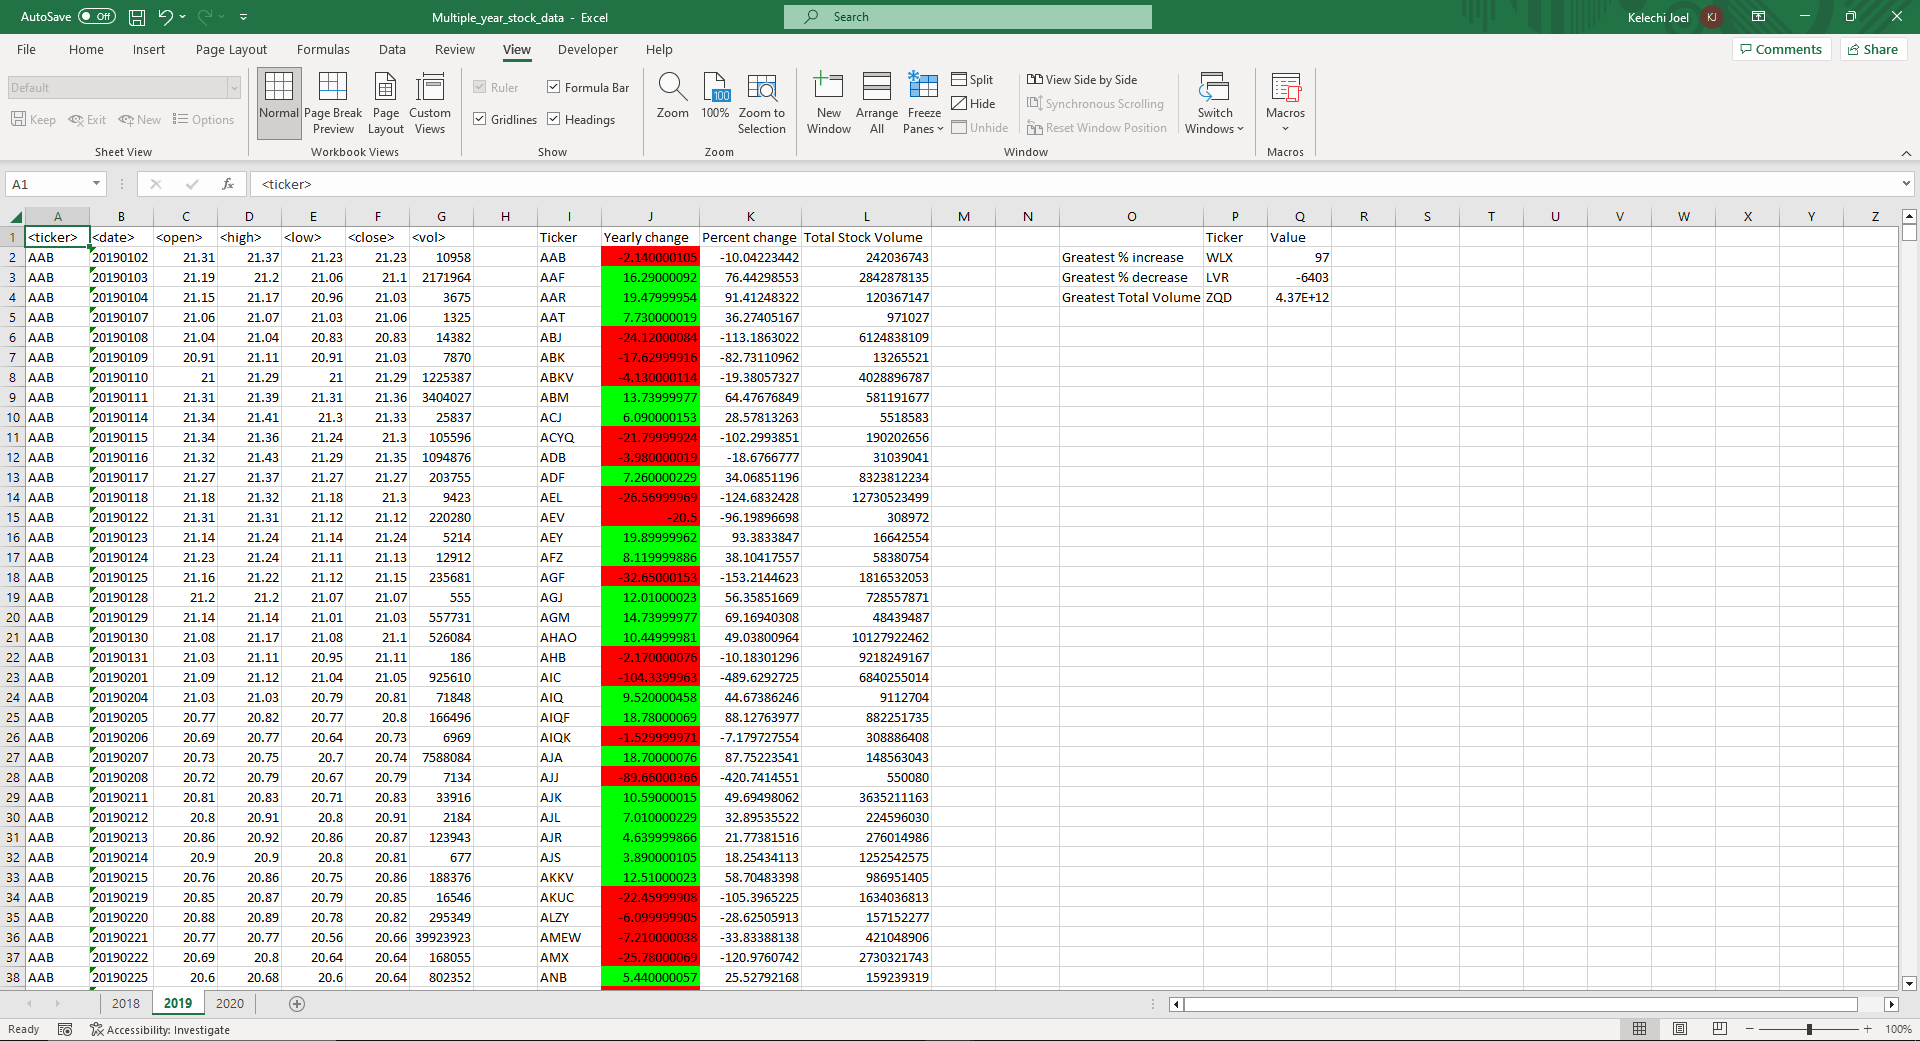 AutoSave Off Multiple_year_stock_data - Excel Search Kelechi Joel KJ
File Home Insert Page Layout Formulas Data Review View Developer Help Comments Share
Default
Keep Exit New Options
Sheet View
Normal Page Break Preview Page Layout Custom Views
Workbook Views
Ruler Formula Bar
Gridlines Headings
Show
Zoom 100 100% Zoom to Selection
Zoom
New Window Arrange All Freeze Panes
Split
Hide
Unhide
View Side by Side
Synchronous Scrolling
Reset Window Position
Switch Windows
Window
Macros
Macros
A1 fx <ticker>
A B C D E F G H I J K L M N O P Q R S T U V W X Y Z
1 <ticker> <date> <open> <high> <low> <close> <vol> Ticker Yearly change Percent change Total Stock Volume Ticker Value
2 AAB 20190102 21.31 21.37 21.23 21.23 10958 AAB -2.140000105 -10.04223442 242036743 Greatest % increase WLX 97
3 AAB 20190103 21.19 21.2 21.06 21.1 2171964 AAF 16.29000092 76.44298553 2842878135 Greatest % decrease LVR -6403
4 AAB 20190104 21.15 21.17 20.96 21.03 3675 AAR 19.47999954 91.41248322 120367147 Greatest Total Volume ZQD 4.37E+12
5 AAB 20190107 21.06 21.07 21.03 21.06 1325 AAT 7.730000019 36.27405167 971027
6 AAB 20190108 21.04 21.04 20.83 20.83 14382 ABJ -24.12000084 -113.1863022 6124838109
7 AAB 20190109 20.91 21.11 20.91 21.03 7870 ABK -17.62999916 -82.73110962 13265521
8 AAB 20190110 21 21.29 21 21.29 1225387 ABKV -4.130000114 -19.38057327 4028896787
9 AAB 20190111 21.31 21.39 21.31 21.36 3404027 ABM 13.73999977 64.47676849 581191677
10 AAB 20190114 21.34 21.41 21.3 21.33 25837 ACJ 6.090000153 28.57813263 5518583
11 AAB 20190115 21.34 21.36 21.24 21.3 105596 ACYQ -21.79999924 -102.2993851 190202656
12 AAB 20190116 21.32 21.43 21.29 21.35 1094876 ADB -3.980000019 -18.6766777 31039041
13 AAB 20190117 21.27 21.37 21.27 21.27 203755 ADF 7.260000229 34.06851196 8323812234
14 AAB 20190118 21.18 21.32 21.18 21.3 9423 AEL -26.56999969 -124.6832428 12730523499
15 AAB 20190122 21.31 21.31 21.12 21.12 220280 AEV -20.5 -96.19896698 308972
16 AAB 20190123 21.14 21.24 21.14 21.24 5214 AEY 19.89999962 93.3833847 16642554
17 AAB 20190124 21.23 21.24 21.11 21.13 12912 AFZ 8.119999886 38.10417557 58380754
18 AAB 20190125 21.16 21.22 21.12 21.15 235681 AGF -32.65000153 -153.2144623 1816532053
19 AAB 20190128 21.2 21.2 21.07 21.07 555 AGJ 12.01000023 56.35851669 728557871
20 AAB 20190129 21.14 21.14 21.01 21.03 557731 AGM 14.73999977 69.16940308 48439487
21 AAB 20190130 21.08 21.17 21.08 21.1 526084 AHAO 10.44999981 49.03800964 10127922462
22 AAB 20190131 21.03 21.11 20.95 21.11 186 AHB -2.170000076 -10.18301296 9218249167
23 AAB 20190201 21.09 21.12 21.04 21.05 925610 AIC -104.3399963 -489.6292725 6840255014
24 AAB 20190204 21.03 21.03 20.79 20.81 71848 AIQ 9.520000458 44.67386246 9112704
25 AAB 20190205 20.77 20.82 20.77 20.8 166496 AIQF 18.78000069 88.12763977 882251735
26 AAB 20190206 20.69 20.77 20.64 20.73 6969 AIQK -1.529999971 -7.179727554 308886408
27 AAB 20190207 20.73 20.75 20.7 20.74 7588084 AJA 18.70000076 87.75223541 148563043
28 AAB 20190208 20.72 20.79 20.67 20.79 7134 AJJ -89.66000366 -420.7414551 550080
29 AAB 20190211 20.81 20.83 20.71 20.83 33916 AJK 10.59000015 49.69498062 3635211163
30 AAB 20190212 20.8 20.91 20.8 20.91 2184 AJL 7.010000229 32.89535522 224596030
31 AAB 20190213 20.86 20.92 20.86 20.87 123943 AJR 4.639999866 21.77381516 276014986
32 AAB 20190214 20.9 20.9 20.8 20.81 677 AJS 3.890000105 18.25434113 1252542575
33 AAB 20190215 20.76 20.86 20.75 20.86 188376 AKKV 12.51000023 58.70483398 986951405
34 AAB 20190219 20.85 20.87 20.79 20.85 16546 AKUC -22.45999908 -105.3965225 1634036813
35 AAB 20190220 20.88 20.89 20.78 20.82 295349 ALZY -6.099999905 -28.62505913 157152277
36 AAB 20190221 20.77 20.77 20.56 20.66 39923923 AMEW -7.210000038 -33.83388138 421048906
37 AAB 20190222 20.69 20.8 20.64 20.64 168055 AMX -25.78000069 -120.9760742 2730321743
38 AAB 20190225 20.6 20.68 20.6 20.64 802352 ANB 5.440000057 25.52792168 159239319
2018 2019 2020
Ready Accessibility: Investigate 100%